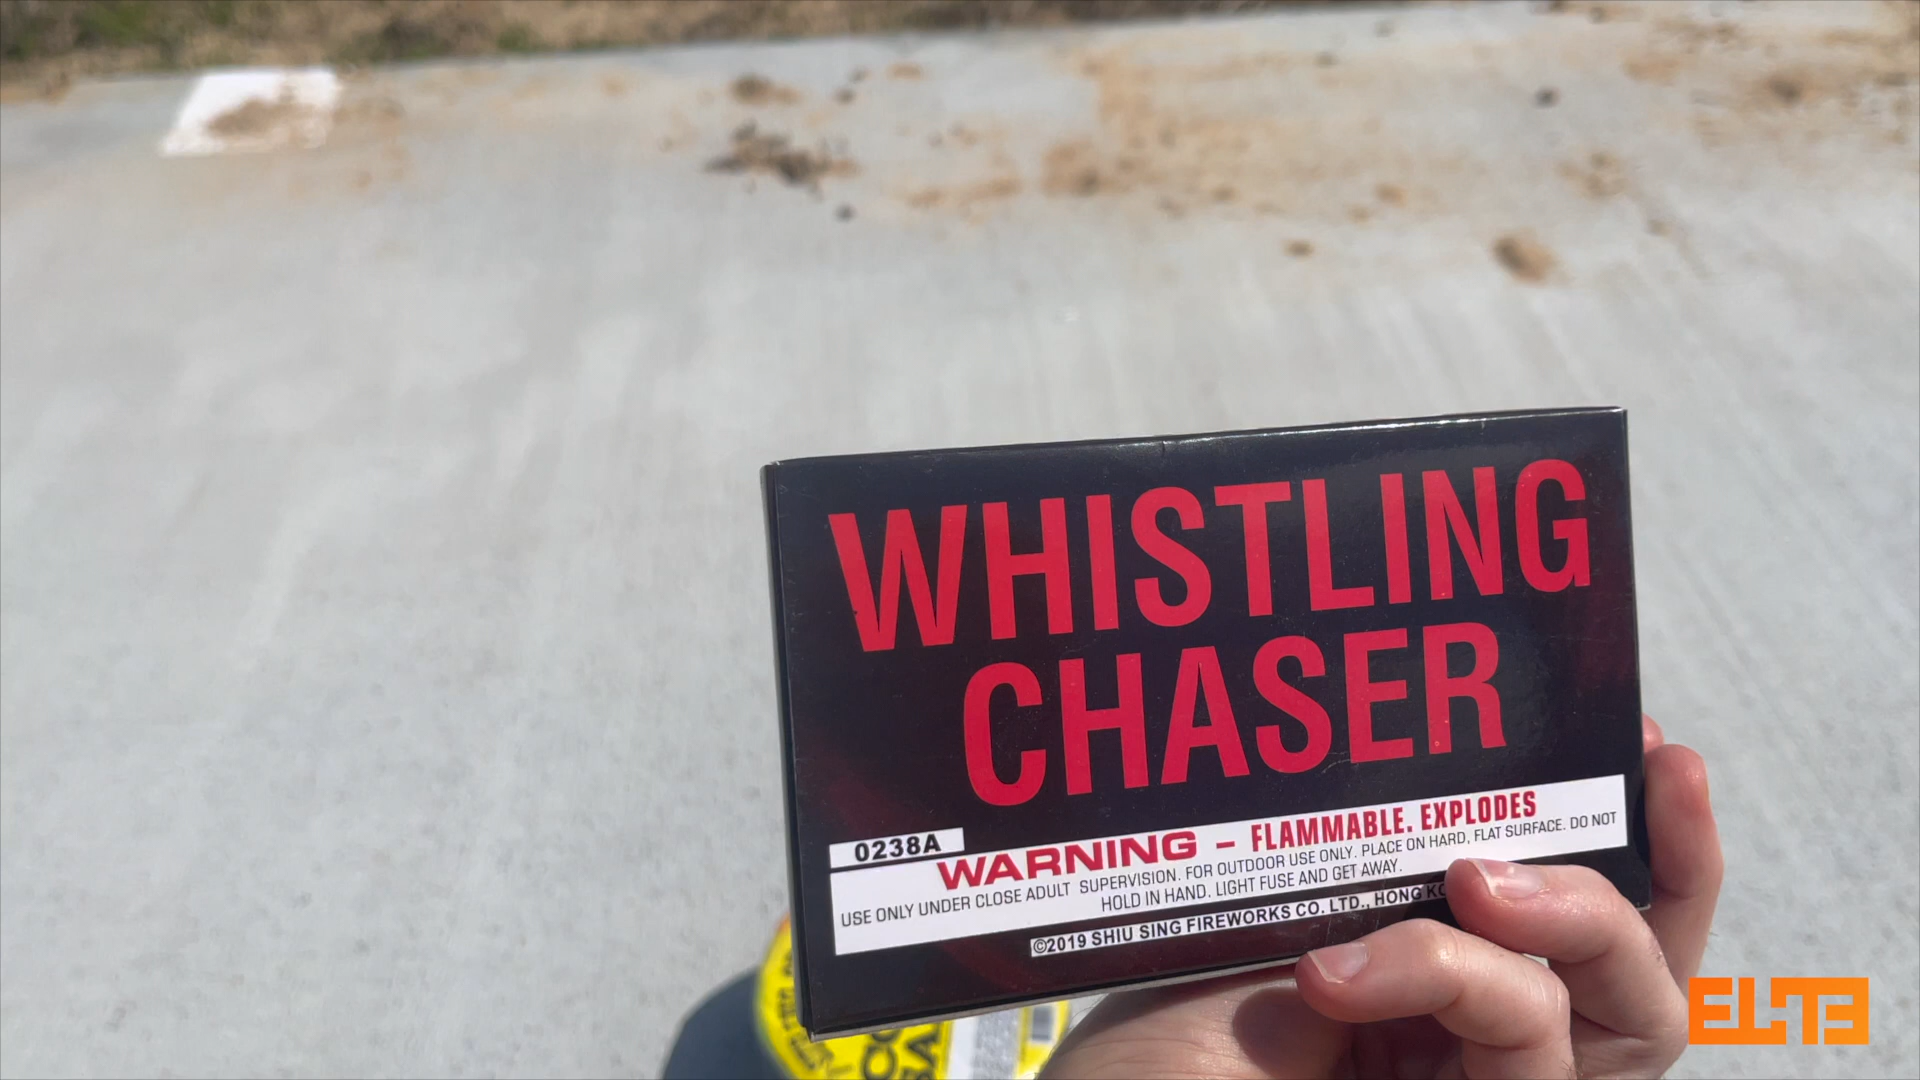 WHISTLING
CHASER
0238A
WARNING – FLAMMABLE. EXPLODES
USE ONLY UNDER CLOSE ADULT SUPERVISION. FOR OUTDOOR USE ONLY. PLACE ON HARD, FLAT SURFACE. DO NOT
HOLD IN HAND. LIGHT FUSE AND GET AWAY.
©2019 SHIU SING FIREWORKS CO. LTD., HONG
ELITE